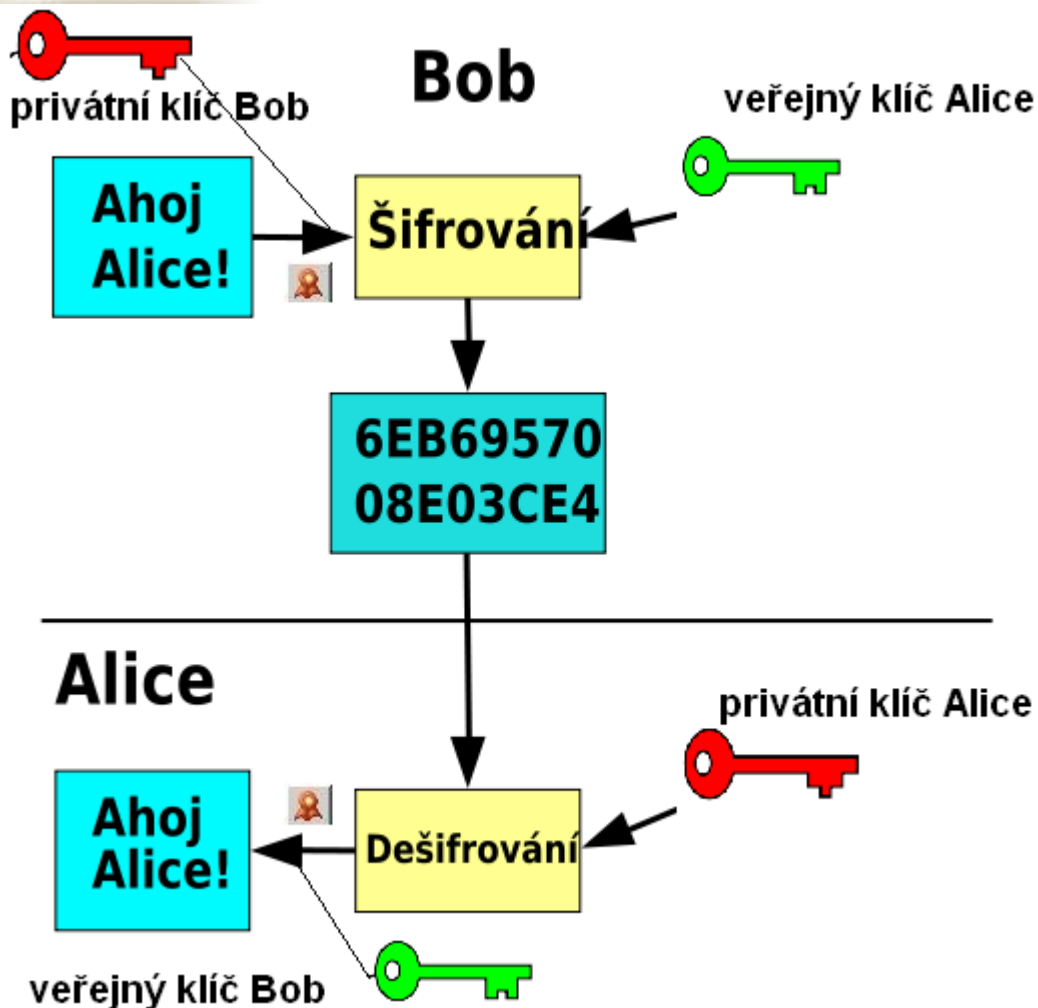 Bob
privátní klíč Bob
veřejný klíč Alice
Ahoj
Alice!
Šifrování
6EB69570
08E03CE4
Alice
privátní klíč Alice
Ahoj
Alice!
Dešifrování
veřejný klíč Bob